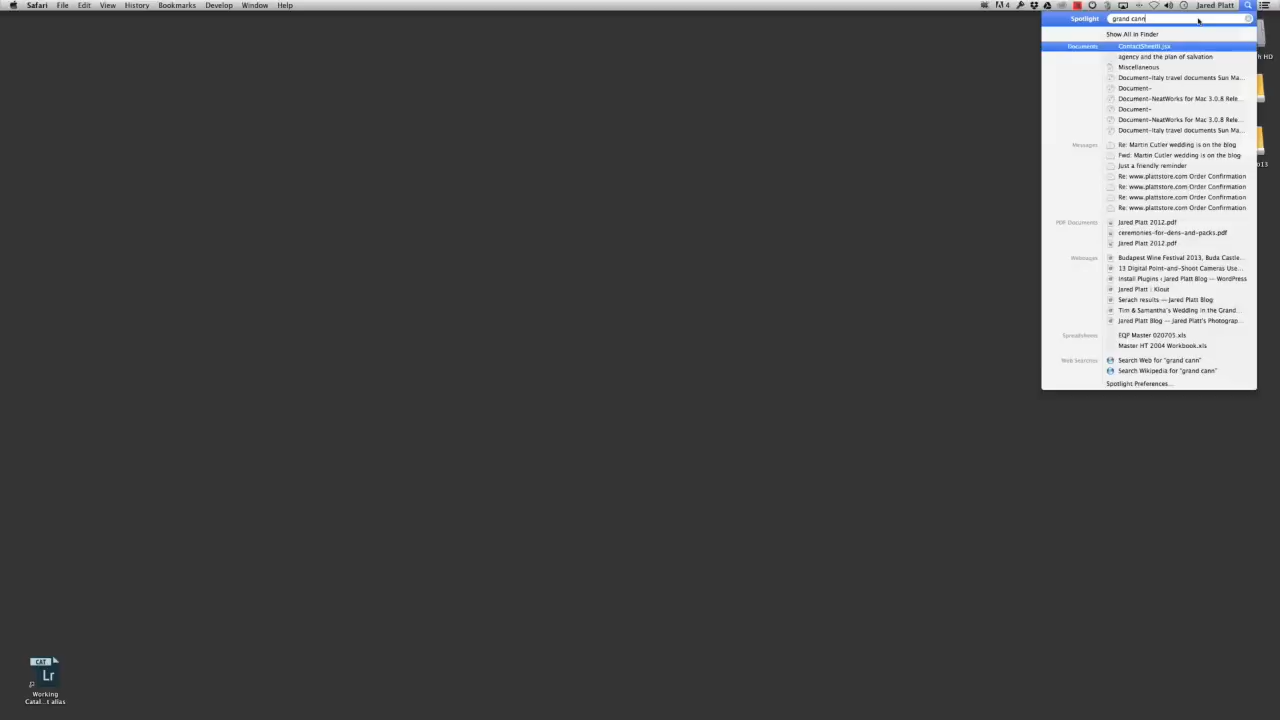 Safari File Edit View History Bookmarks Develop Window Help
4
Jared Platt
Spotlight grand cann
Show All in Finder
Documents ContactSheetII.jsx
agency and the plan of salvation
Miscellaneous
Document-Italy travel documents Sun Ma...
Document-
Document-NeatWorks for Mac 3.0.8 Rele...
Document-
Document-NeatWorks for Mac 3.0.8 Rele...
Document-Italy travel documents Sun Ma...
Messages Re: Martin Cutler wedding is on the blog
Fwd: Martin Cutler wedding is on the blog
Just a friendly reminder
Re: www.plattstore.com Order Confirmation
Re: www.plattstore.com Order Confirmation
Re: www.plattstore.com Order Confirmation
Re: www.plattstore.com Order Confirmation
PDF Documents Jared Platt 2012.pdf
ceremonies-for-dens-and-packs.pdf
Jared Platt 2012.pdf
Webpages Budapest Wine Festival 2013, Buda Castle...
13 Digital Point-and-Shoot Cameras Use...
Install Plugins ‹ Jared Platt Blog — WordPress
Jared Platt | Klout
Serach results — Jared Platt Blog
Tim & Samantha's Wedding in the Grand...
Jared Platt Blog — Jared Platt's Photograp...
Spreadsheets EQP Master 020705.xls
Master HT 2004 Workbook.xls
Web Searches Search Web for "grand cann"
Search Wikipedia for "grand cann"
Spotlight Preferences...
HD
013
CAT
Lr
Working
Catal...t alias